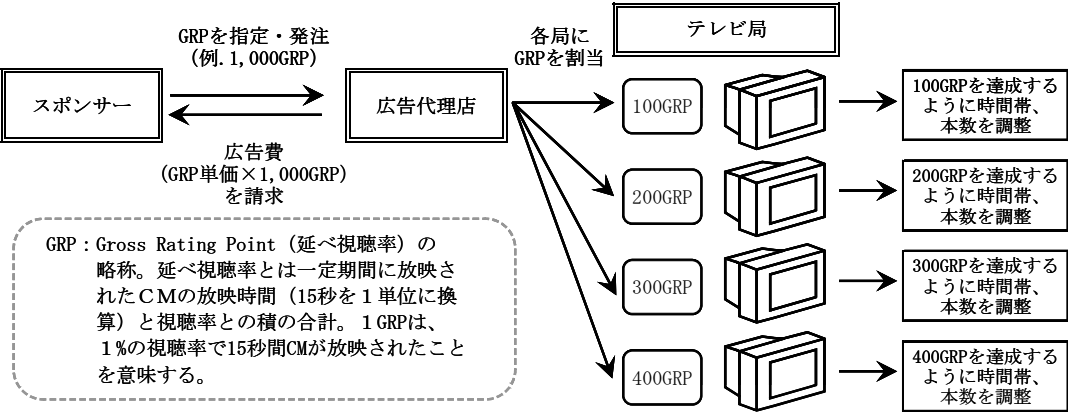 GRPを指定・発注
(例.1,000GRP)
スポンサー
広告代理店
広告費
(GRP単価×1,000GRP)
を請求
各局に
GRPを割当
テレビ局
100GRP
100GRPを達成する
ように時間帯、
本数を調整
200GRP
200GRPを達成する
ように時間帯、
本数を調整
300GRP
300GRPを達成する
ように時間帯、
本数を調整
400GRP
400GRPを達成する
ように時間帯、
本数を調整
GRP：Gross Rating Point（延べ視聴率）の
略称。延べ視聴率とは一定期間に放映さ
れたＣＭの放映時間（15秒を１単位に換
算）と視聴率との積の合計。１GRPは、
１%の視聴率で15秒間CMが放映されたこと
を意味する。